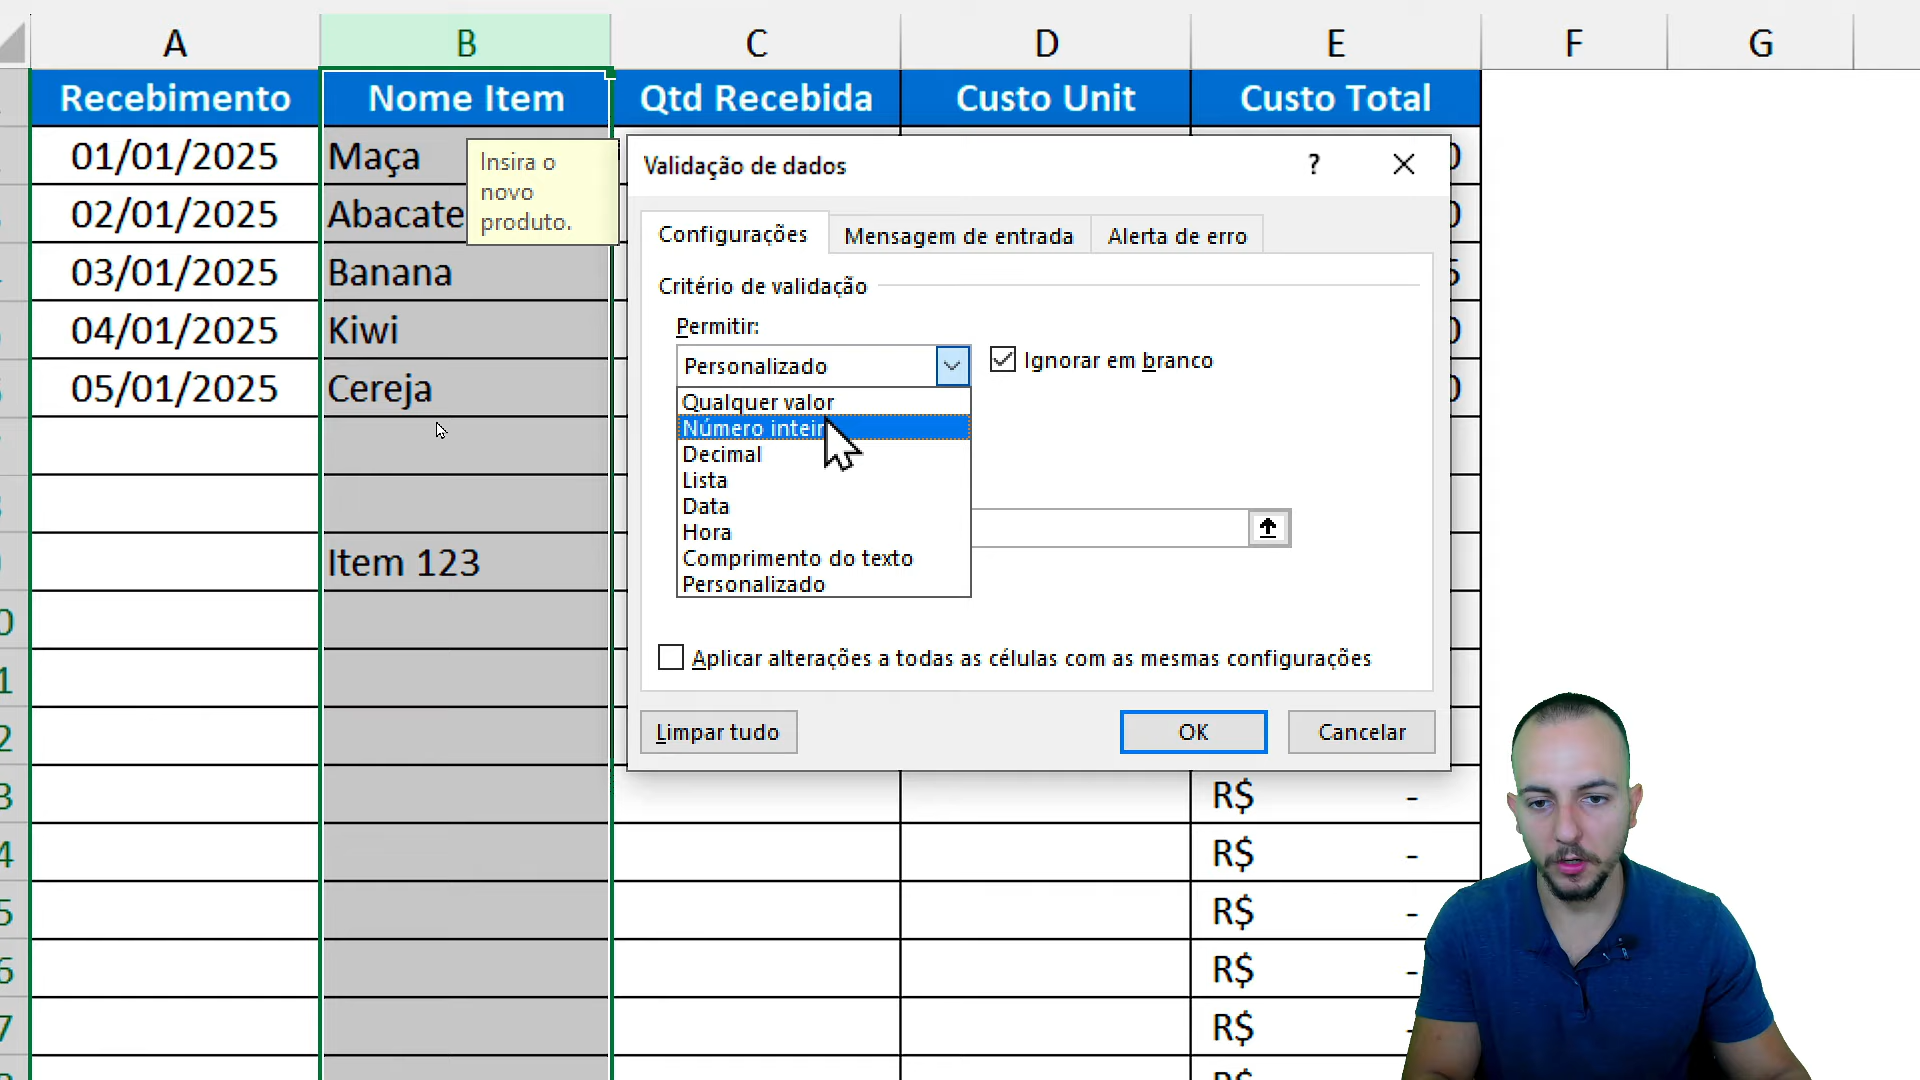 A B C D E F G
Recebimento Nome Item Qtd Recebida Custo Unit Custo Total
01/01/2025 Maça
02/01/2025 Abacate
03/01/2025 Banana
04/01/2025 Kiwi
05/01/2025 Cereja
Item 123
Insira o
novo
produto.
Validação de dados ? 
Configurações Mensagem de entrada Alerta de erro
Critério de validação
Permitir:
Personalizado Ignorar em branco
Qualquer valor
Número inteir
Decimal
Lista
Data
Hora
Comprimento do texto
Personalizado
Aplicar alterações a todas as células com as mesmas configurações
Limpar tudo OK Cancelar
R$ -
R$ -
R$ -
R$ -
R$ -